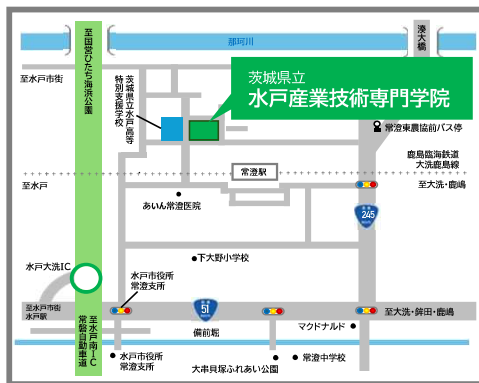 那珂川
湊大橋
至国営ひたち海浜公園
至水戸市街
茨城県立水戸高等
特別支援学校
茨城県立
水戸産業技術専門学院
常澄東農協前バス停
鹿島臨海鉄道
大洗鹿島線
至水戸
常澄駅
至大洗・鹿嶋
あいん常澄医院
国道
245
下大野小学校
水戸大洗IC
水戸市役所
常澄支所
至水戸市街
水戸駅
国道
51
至大洗・鉾田・鹿嶋
至水戸南IC
常磐自動車道
備前堀
マクドナルド
水戸市役所
常澄支所
大串貝塚ふれあい公園
常澄中学校